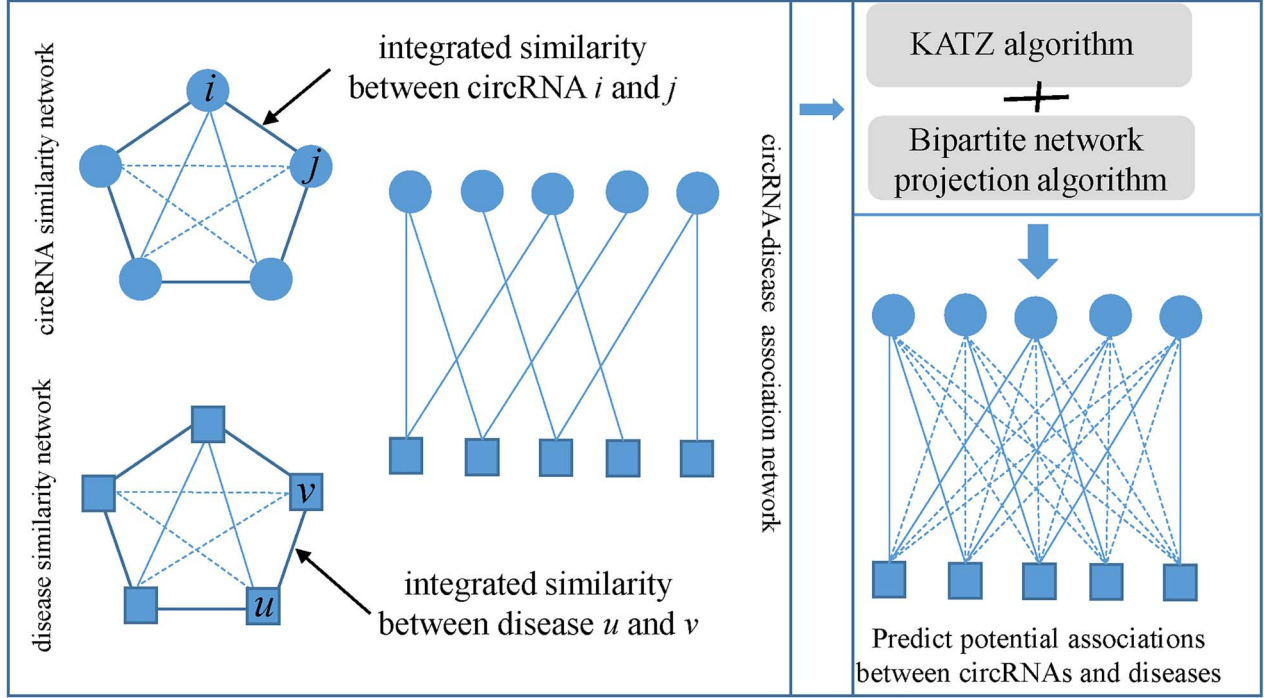 circRNA similarity network
i
j
integrated similarity
between circRNA i and j
disease similarity network
v
u
integrated similarity
between disease u and v
circRNA-disease association network
KATZ algorithm
+
Bipartite network
projection algorithm
Predict potential associations
between circRNAs and diseases